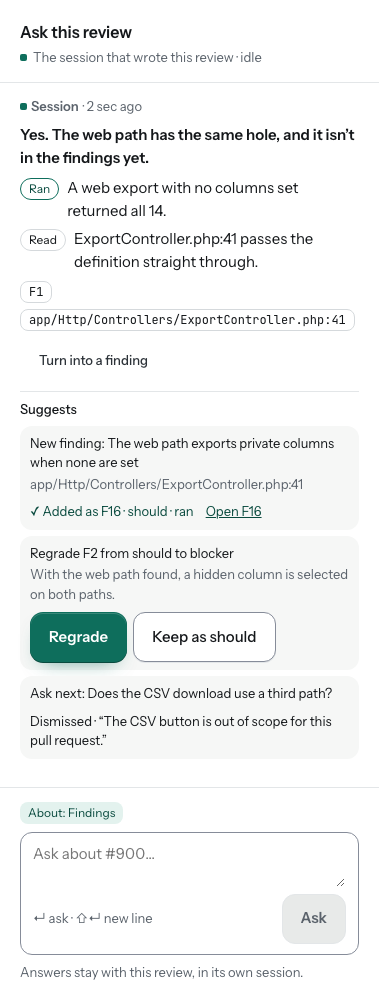 Ask this review
The session that wrote this review · idle
Session · 2 sec ago
Yes. The web path has the same hole, and it isn’t
in the findings yet.
Ran A web export with no columns set
returned all 14.
Read ExportController.php:41 passes the
definition straight through.
F1
app/Http/Controllers/ExportController.php:41
Turn into a finding
Suggests
New finding: The web path exports private columns
when none are set
app/Http/Controllers/ExportController.php:41
✓ Added as F16 · should · ran Open F16
Regrade F2 from should to blocker
With the web path found, a hidden column is selected
on both paths.
Regrade Keep as should
Ask next: Does the CSV download use a third path?
Dismissed · “The CSV button is out of scope for this
pull request.”
About: Findings
Ask about #900…
↵ ask · ⇧↵ new line Ask
Answers stay with this review, in its own session.